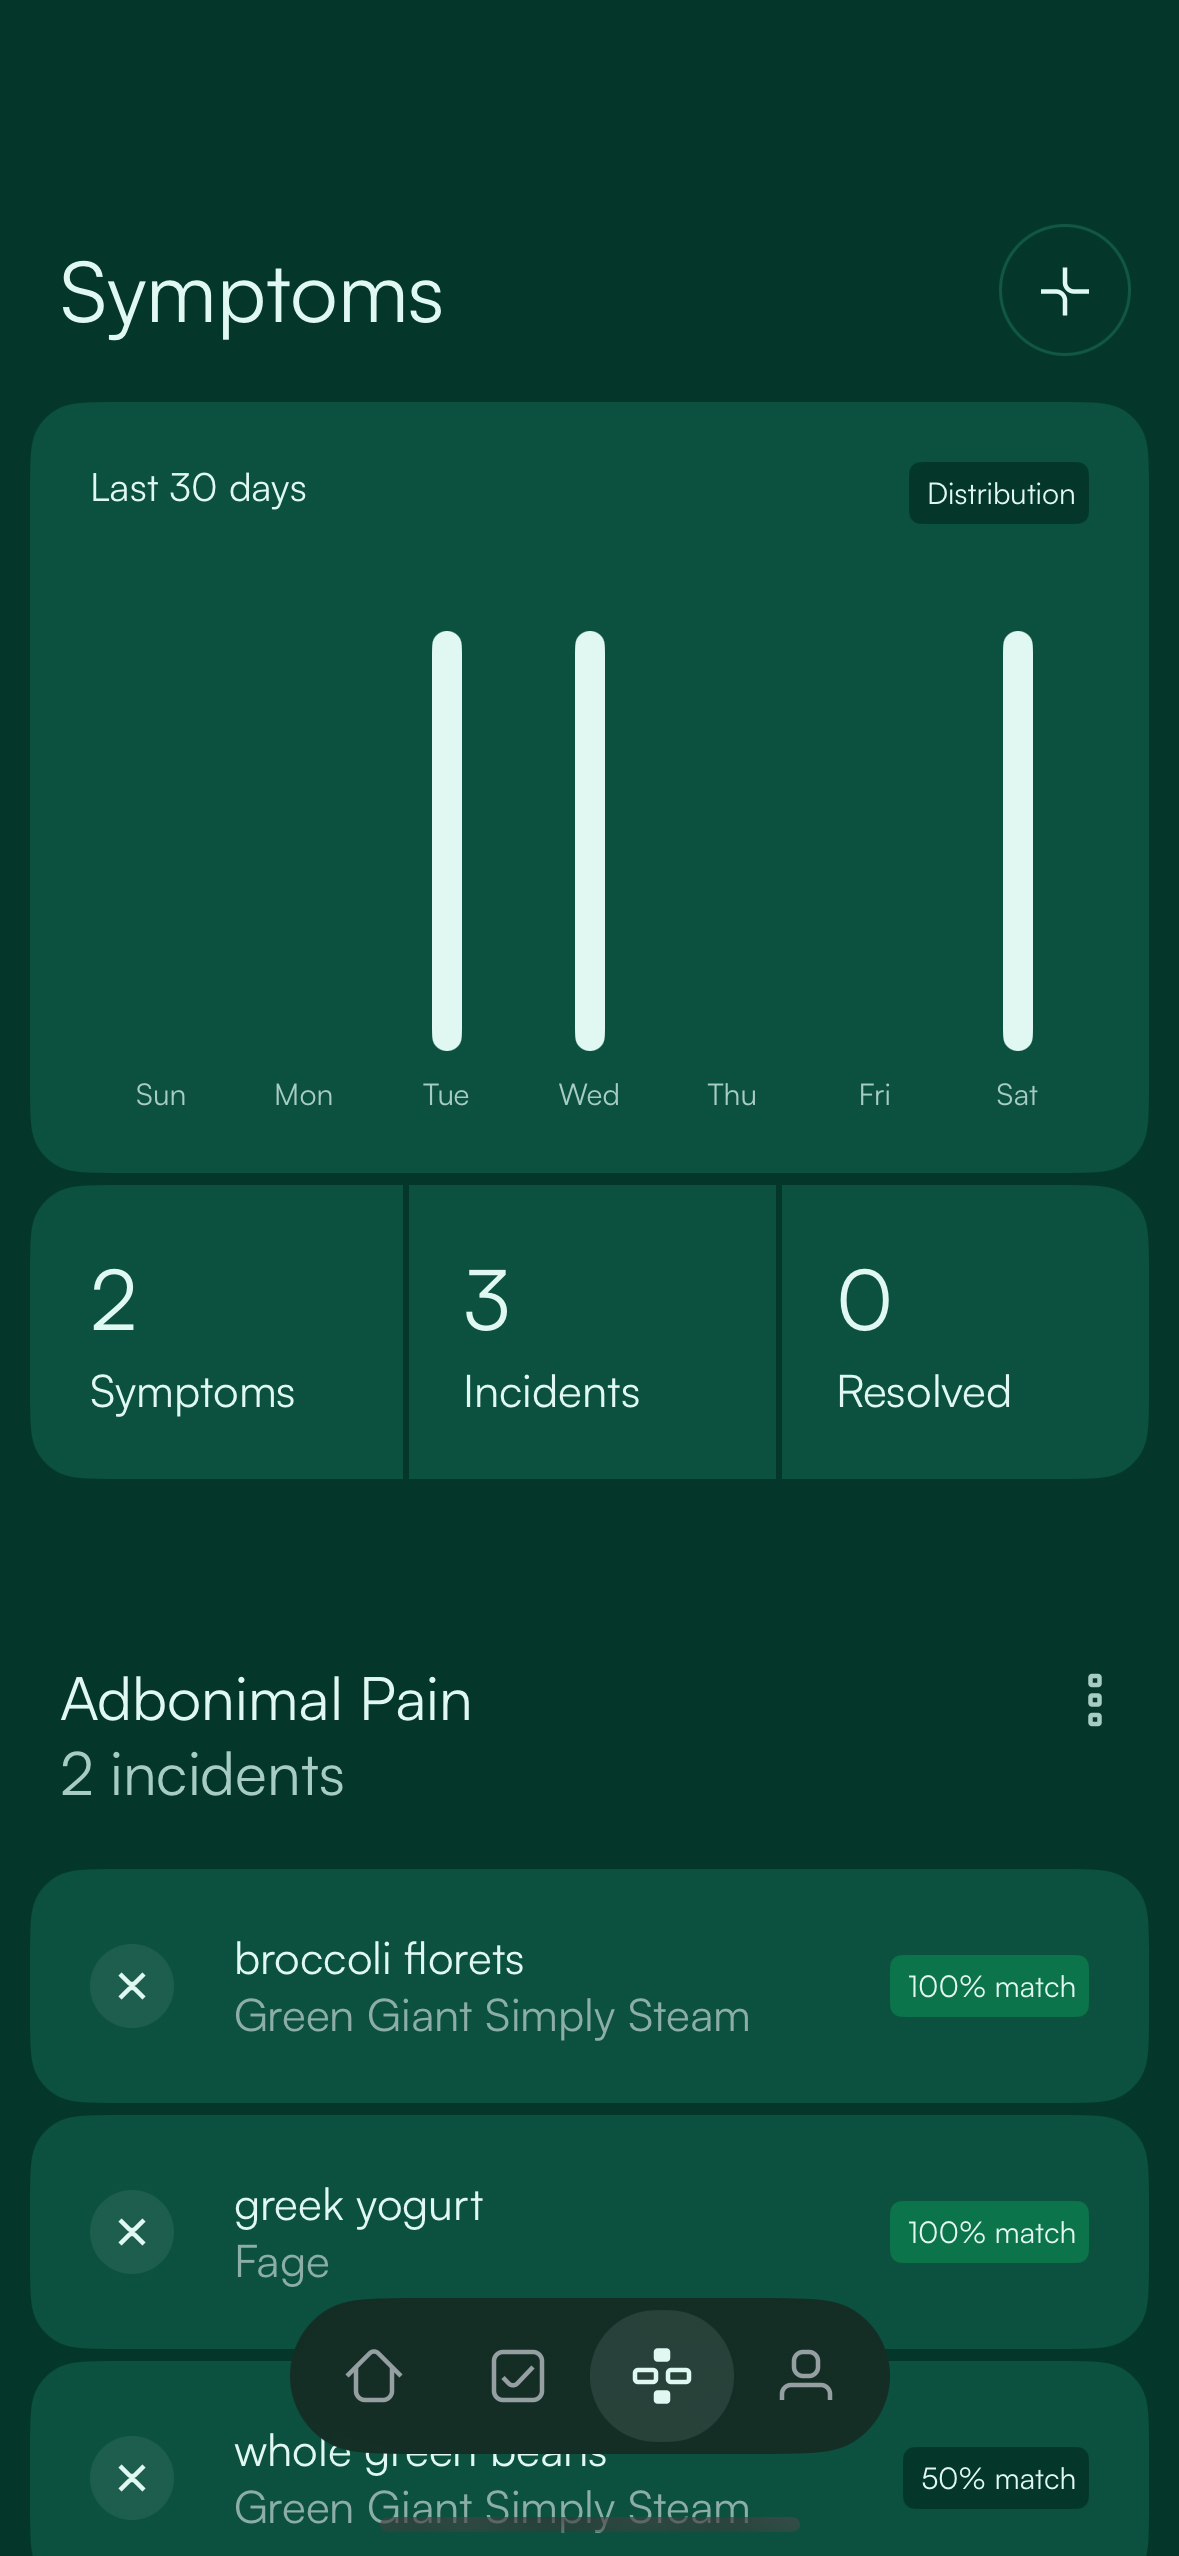 Symptoms
Last 30 days
Distribution
Sun Mon Tue Wed Thu Fri Sat
2 3 0
Symptoms Incidents Resolved
Adbonimal Pain
2 incidents
broccoli florets
Green Giant Simply Steam
100% match
greek yogurt
Fage
100% match
whole green beans
Green Giant Simply Steam
50% match